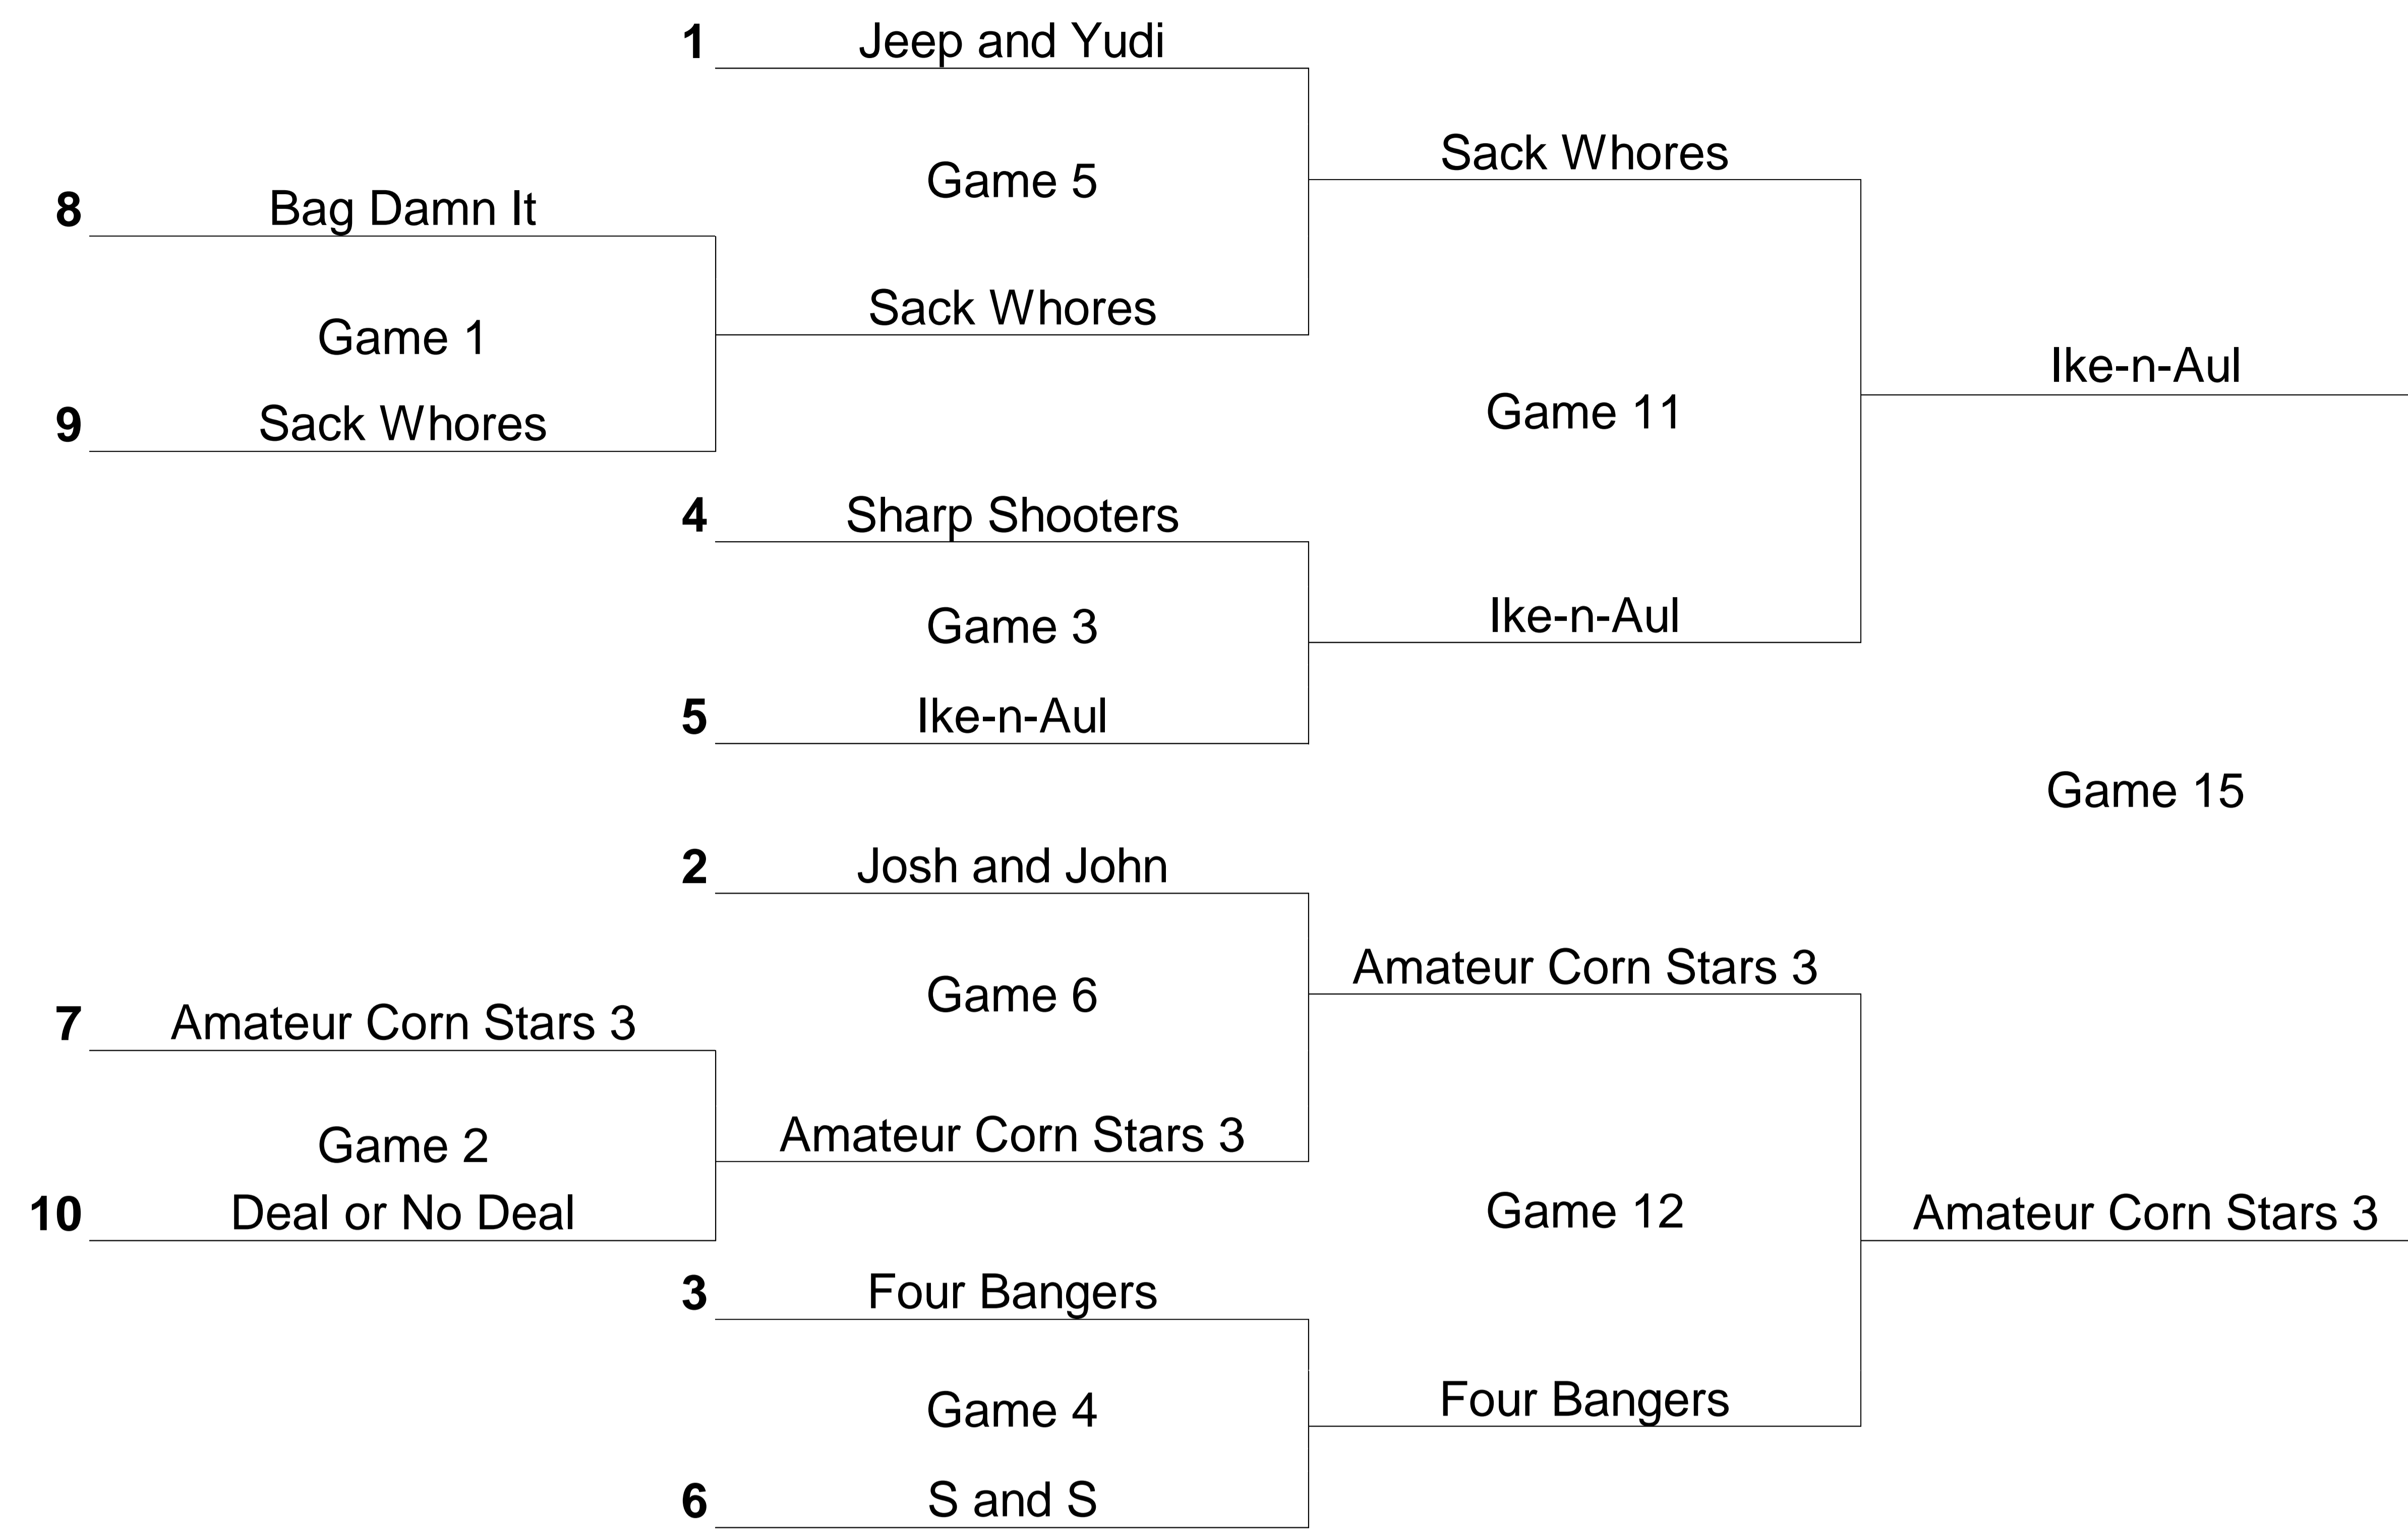 1 Jeep and Yudi
Sack Whores
Game 5
8 Bag Damn It
Sack Whores
Game 1
Ike-n-Aul
9 Sack Whores
Game 11
4 Sharp Shooters
Game 3
Ike-n-Aul
5 Ike-n-Aul
Game 15
2 Josh and John
Amateur Corn Stars 3
Game 6
7 Amateur Corn Stars 3
Amateur Corn Stars 3
Game 2
10 Deal or No Deal
Game 12
Amateur Corn Stars 3
3 Four Bangers
Game 4
Four Bangers
6 S and S